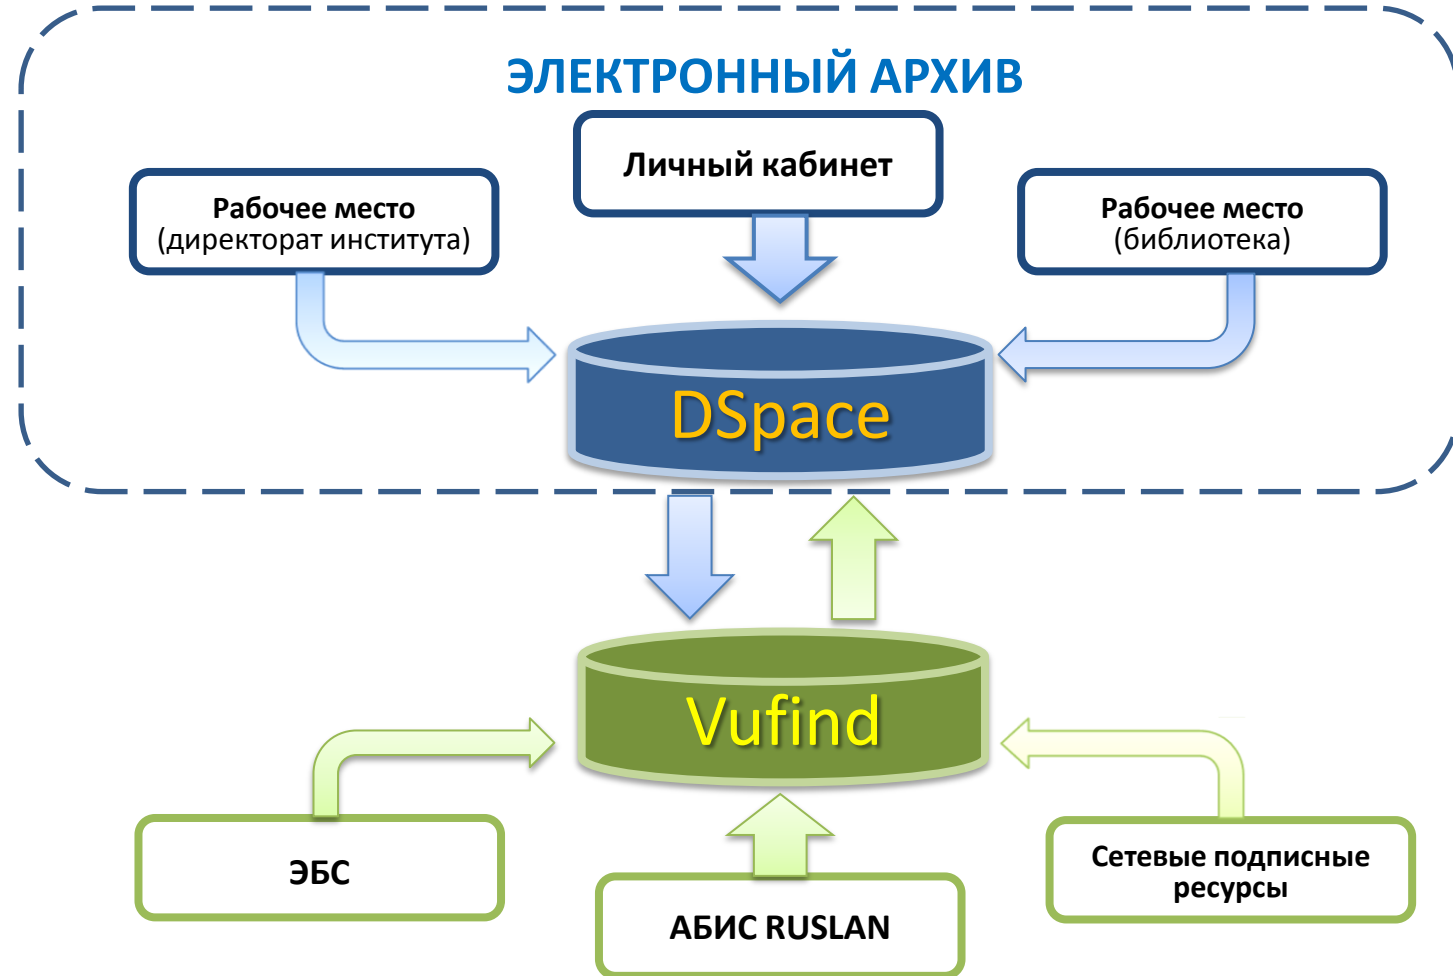 ЭЛЕКТРОННЫЙ АРХИВ
Личный кабинет
Рабочее место
(директорат института)
Рабочее место
(библиотека)
DSpace
Vufind
ЭБС
АБИС RUSLAN
Сетевые подписные
ресурсы